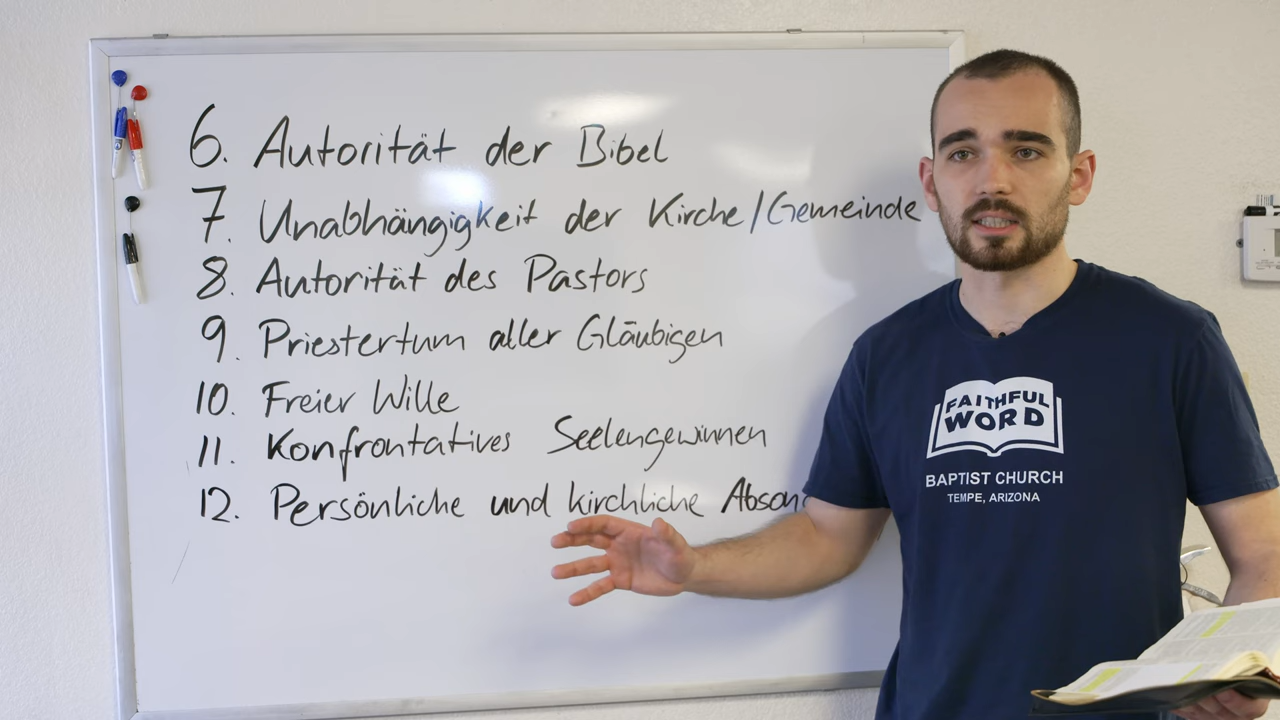 6. Autorität der Bibel
7. Unabhängigkeit der Kirche/Gemeinde
8. Autorität des Pastors
9. Priestertum aller Gläubigen
10. Freier Wille
11. Konfrontatives Seelengewinnen
12. Persönliche und kirchliche
FAITHFUL
WORD
BAPTIST CHURCH
TEMPE, ARIZONA